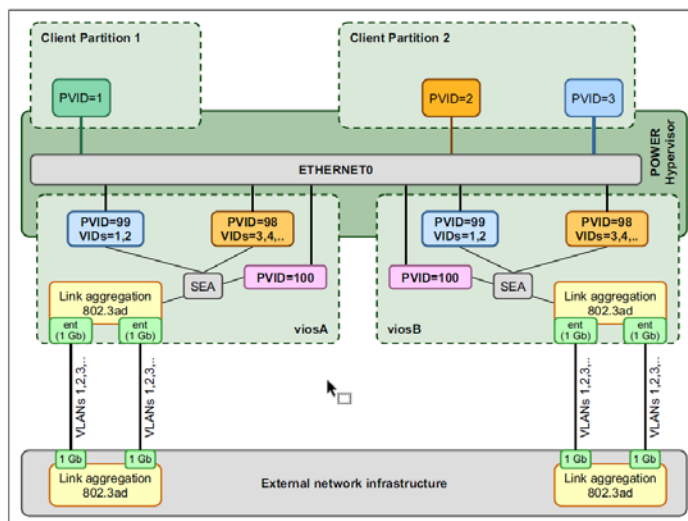 Client Partition 1
Client Partition 2
PVID=1
PVID=2
PVID=3
POWER
Hypervisor
ETHERNET0
PVID=99
VIDs=1,2
PVID=98
VIDs=3,4,..
PVID=99
VIDs=1,2
PVID=98
VIDs=3,4,..
SEA
PVID=100
PVID=100
SEA
Link aggregation
802.3ad
Link aggregation
802.3ad
ent
(1 Gb)
ent
(1 Gb)
viosA
viosB
ent
(1 Gb)
ent
(1 Gb)
VLANs 1,2,3,..
VLANs 1,2,3,..
VLANs 1,2,3,..
VLANs 1,2,3,..
1 Gb
1 Gb
1 Gb
1 Gb
Link aggregation
802.3ad
External network infrastructure
Link aggregation
802.3ad